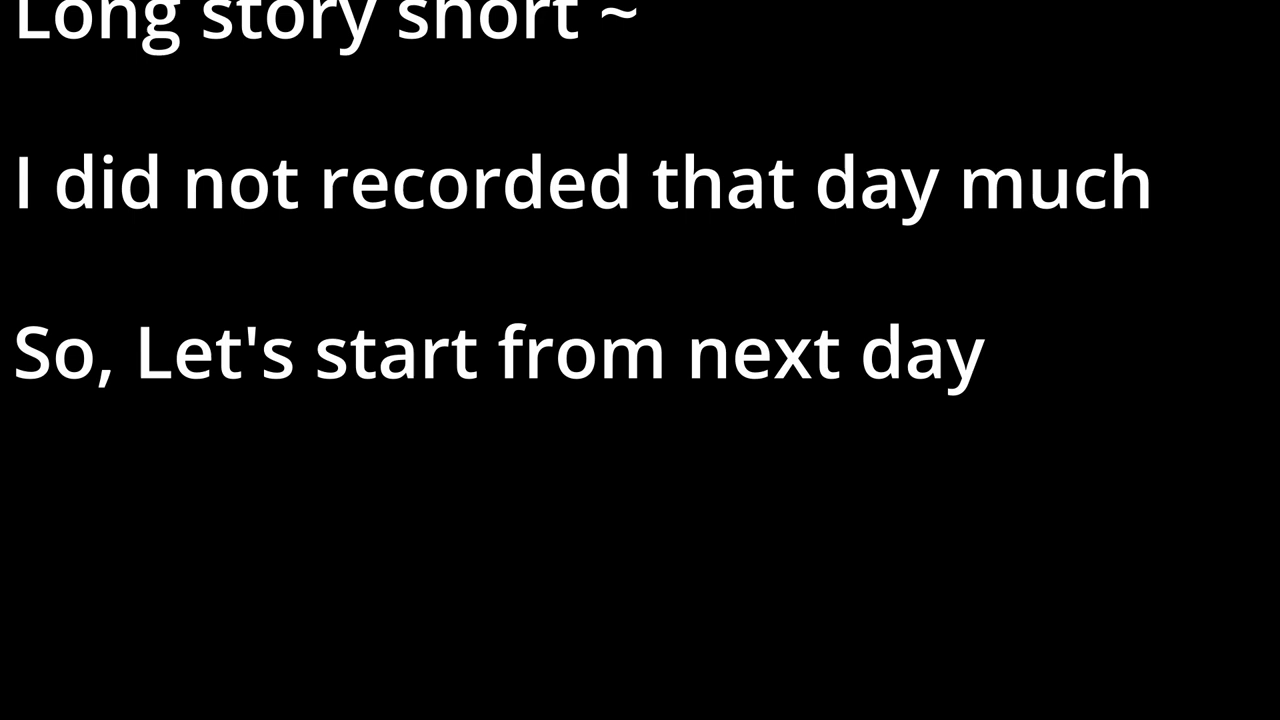 Long story short ~
I did not recorded that day much
So, Let's start from next day